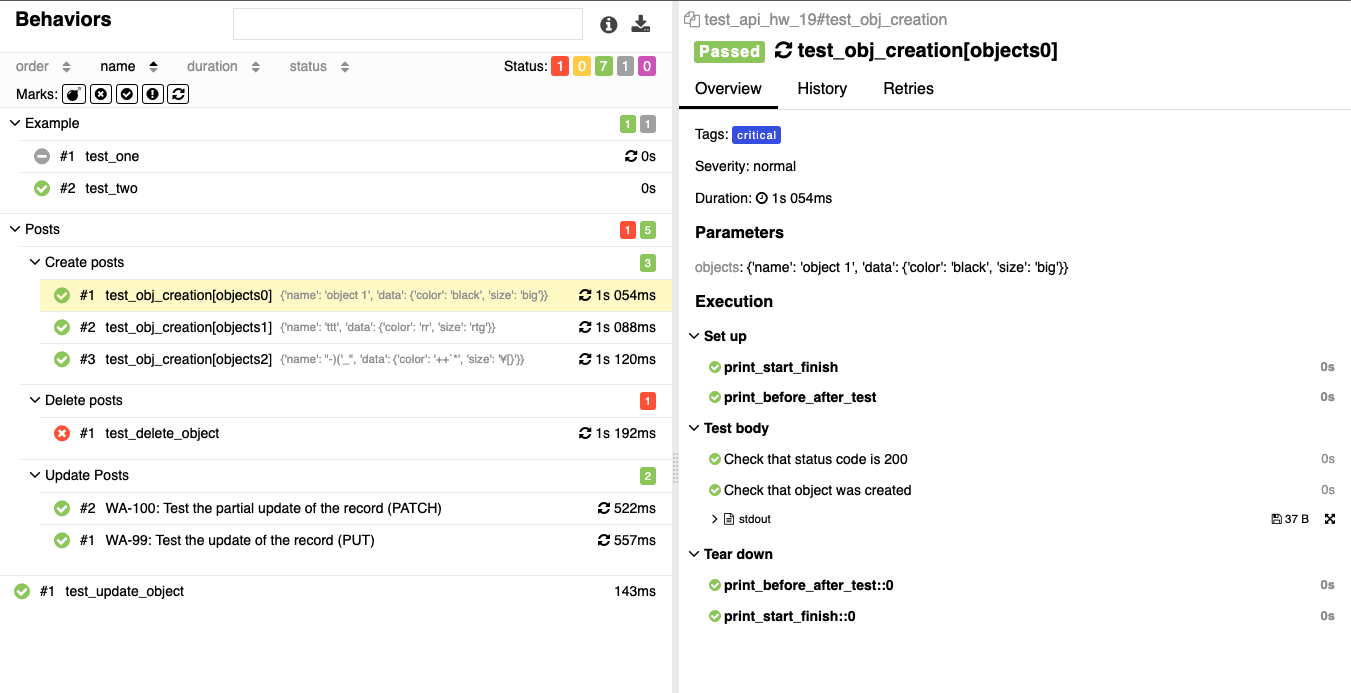 Behaviors
order name duration status Status: 1 0 7 1 0
Marks:
Example 1 1
#1 test_one 0s
#2 test_two 0s
Posts 1 5
Create posts 3
#1 test_obj_creation[objects0] {'name': 'object 1', 'data': {'color': 'black', 'size': 'big'}} 1s 054ms
#2 test_obj_creation[objects1] {'name': 'ttt', 'data': {'color': 'rr', 'size': 'rtg'}} 1s 088ms
#3 test_obj_creation[objects2] {'name': "-)('_", 'data': {'color': '++`*', 'size': '¥[}'}} 1s 120ms
Delete posts 1
#1 test_delete_object 1s 192ms
Update Posts 2
#2 WA-100: Test the partial update of the record (PATCH) 522ms
#1 WA-99: Test the update of the record (PUT) 557ms
#1 test_update_object 143ms
test_api_hw_19#test_obj_creation
Passed test_obj_creation[objects0]
Overview History Retries
Tags: critical
Severity: normal
Duration: 1s 054ms
Parameters
objects: {'name': 'object 1', 'data': {'color': 'black', 'size': 'big'}}
Execution
Set up
print_start_finish 0s
print_before_after_test 0s
Test body
Check that status code is 200 0s
Check that object was created 0s
stdout 37 B
Tear down
print_before_after_test::0 0s
print_start_finish::0 0s